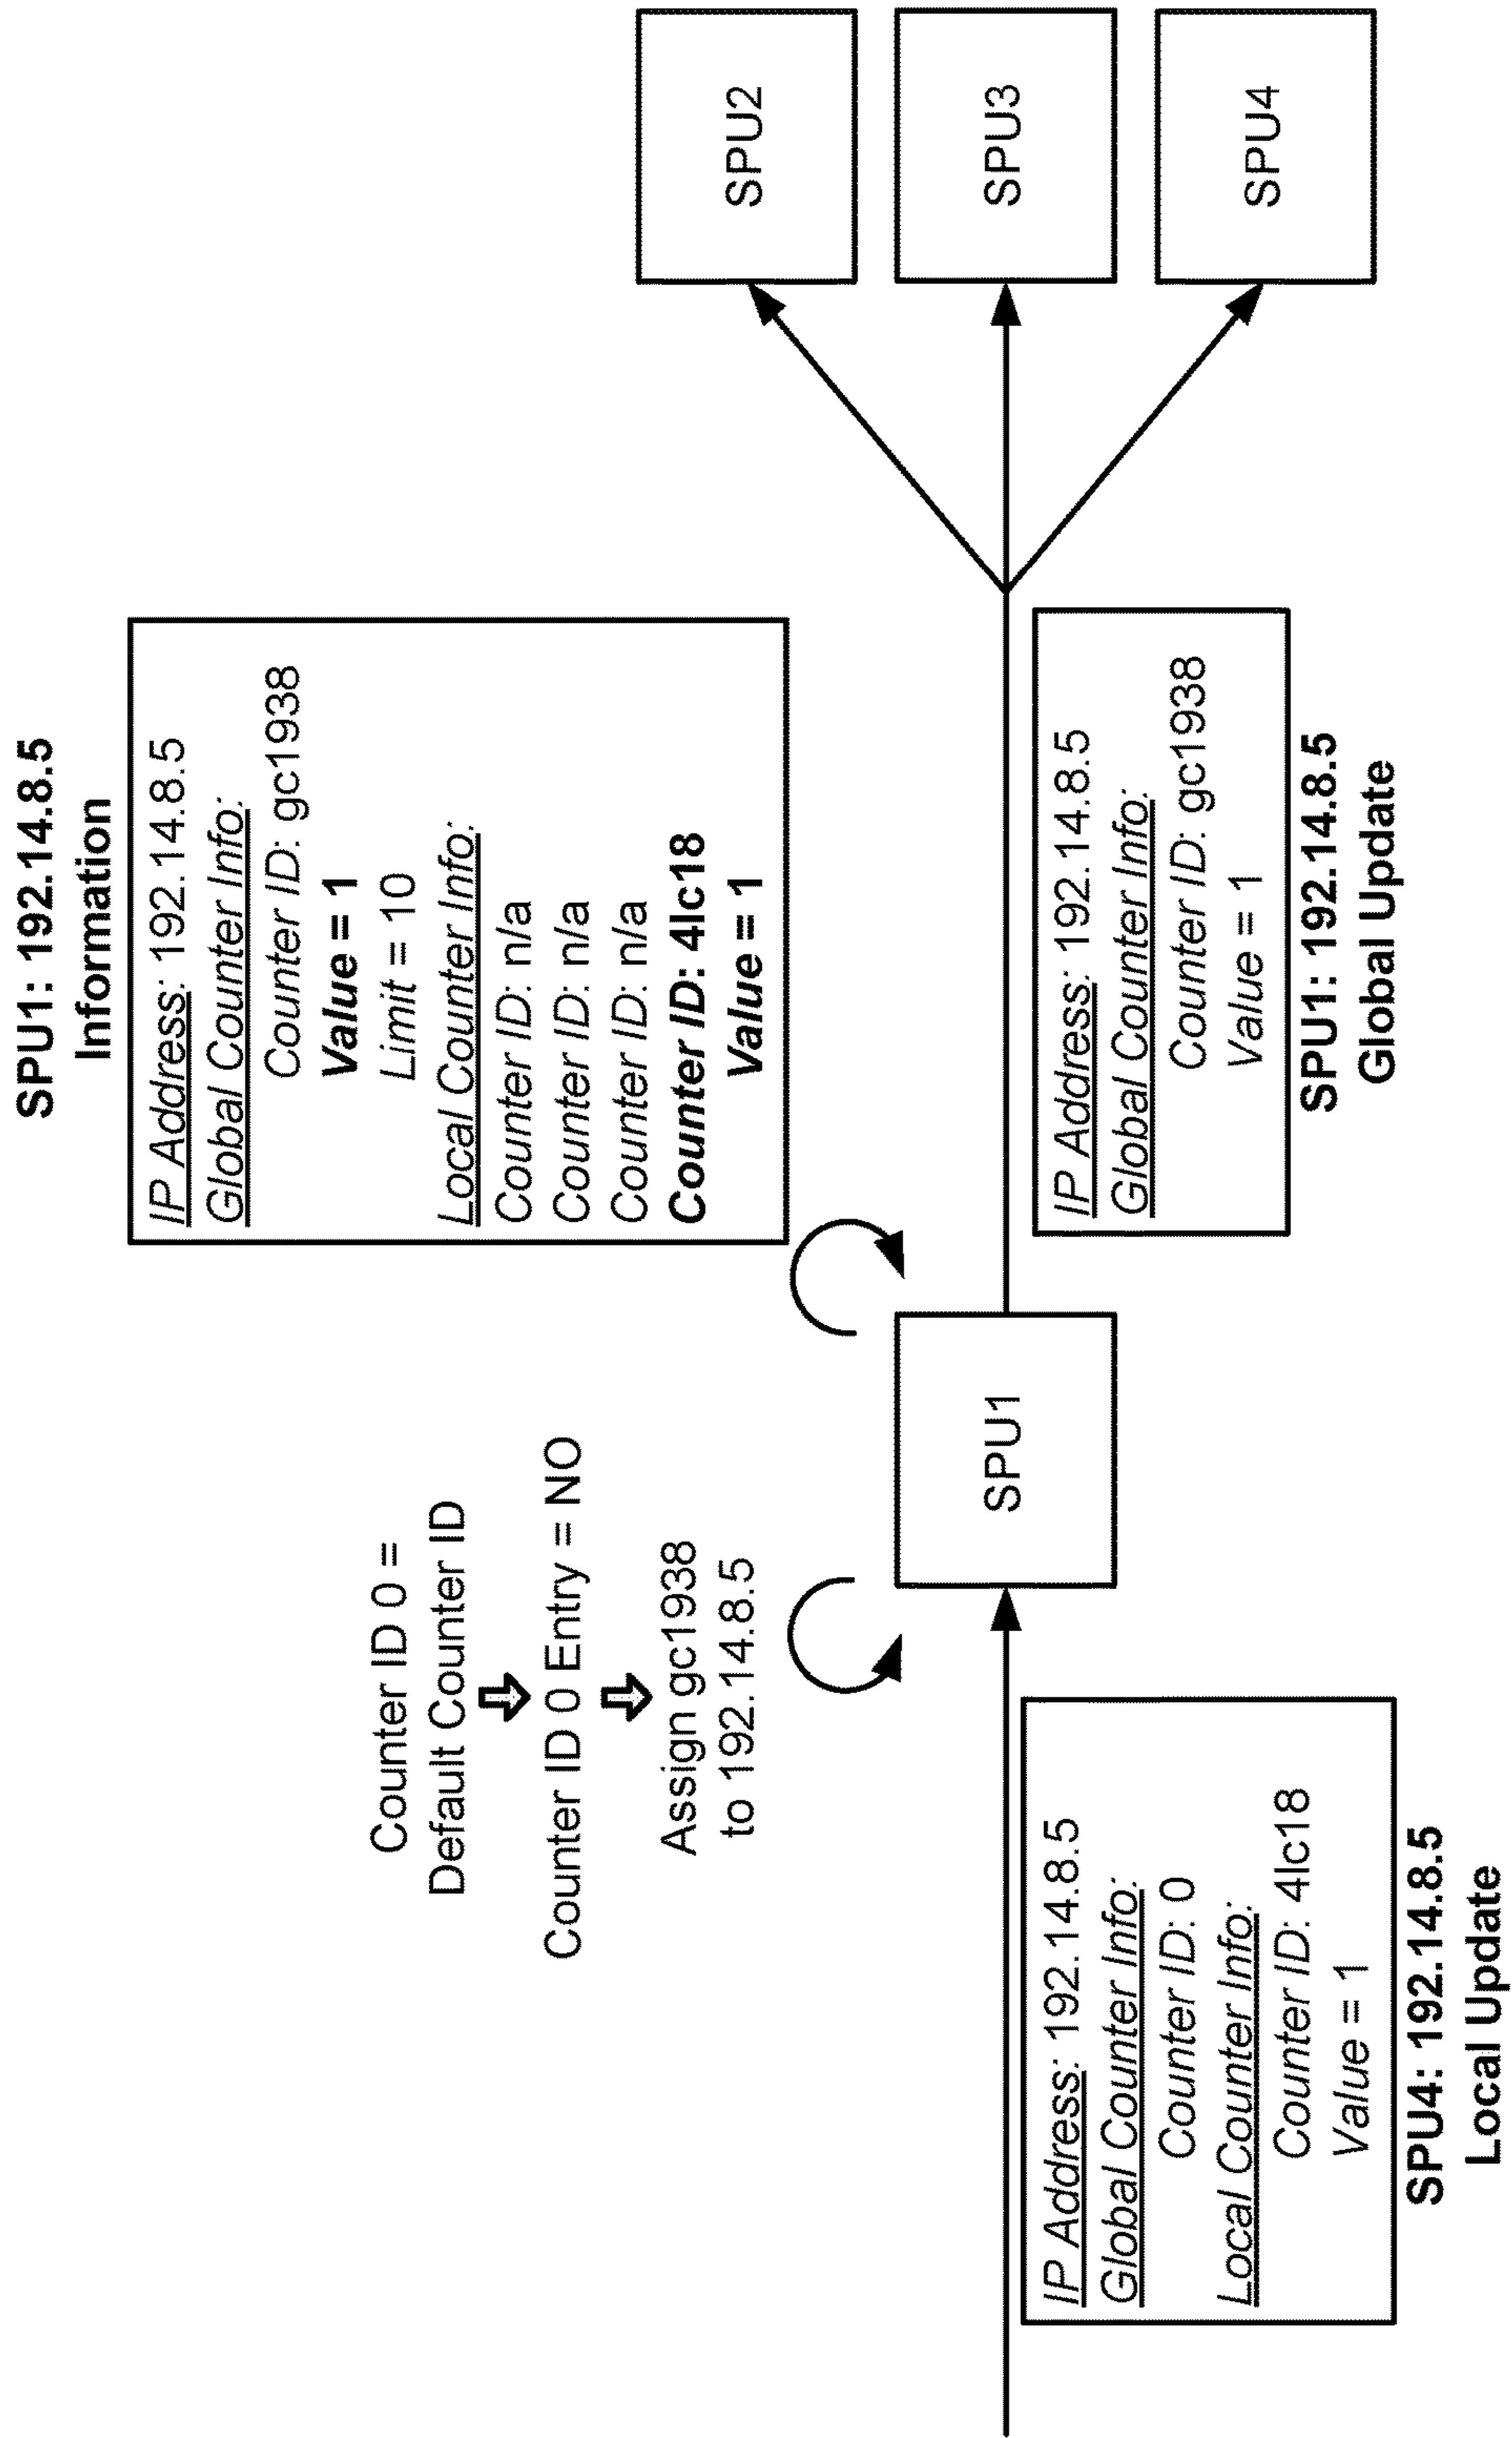 Counter ID 0 =
Default Counter ID
Counter ID 0 Entry = NO
Assign gc1938
to 192.14.8.5
IP Address: 192.14.8.5
Global Counter Info:
Counter ID: 0
Local Counter Info:
Counter ID: 4lc18
Value = 1
SPU4: 192.14.8.5
Local Update
SPU1
SPU1: 192.14.8.5
Information
IP Address: 192.14.8.5
Global Counter Info:
Counter ID: gc1938
Value = 1
Limit = 10
Local Counter Info:
Counter ID: n/a
Counter ID: n/a
Counter ID: n/a
Counter ID: 4lc18
Value = 1
IP Address: 192.14.8.5
Global Counter Info:
Counter ID: gc1938
Value = 1
SPU1: 192.14.8.5
Global Update
SPU2
SPU3
SPU4